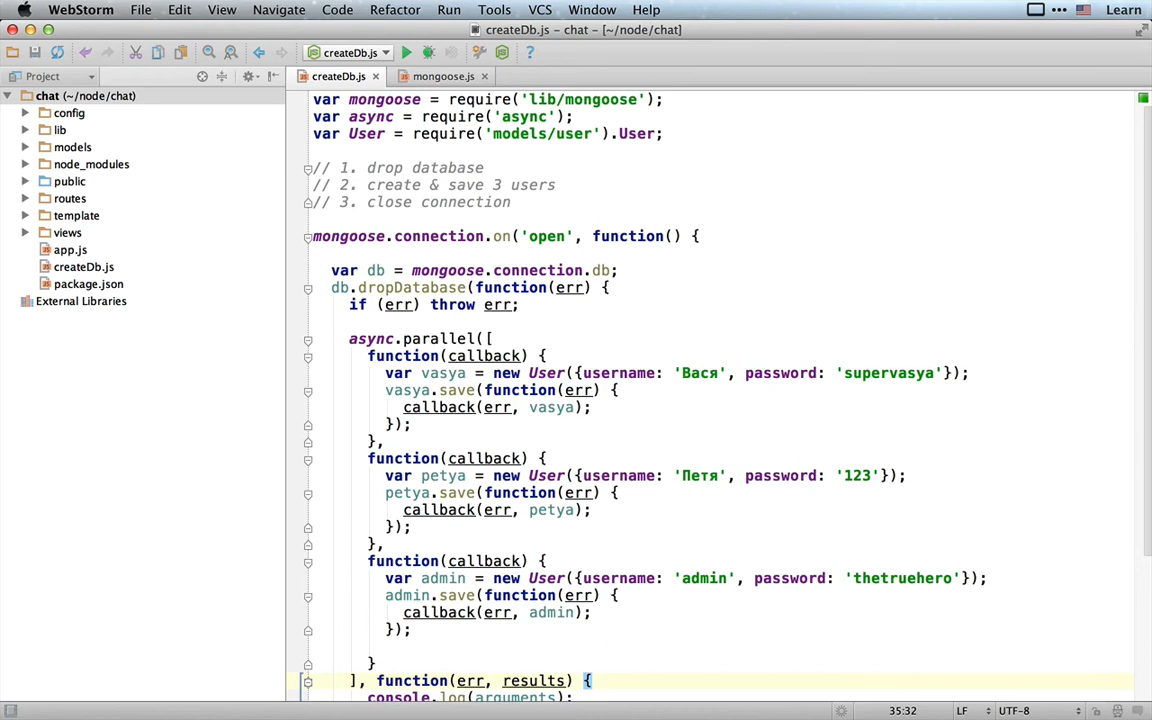 WebStorm File Edit View Navigate Code Refactor Run Tools VCS Window Help Learn
createDb.js – chat – [~/node/chat]
createDb.js
Project createDb.js mongoose.js
chat (~/node/chat)
config
lib
models
node_modules
public
routes
template
views
app.js
createDb.js
package.json
External Libraries
var mongoose = require('lib/mongoose');
var async = require('async');
var User = require('models/user').User;
// 1. drop database
// 2. create & save 3 users
// 3. close connection
mongoose.connection.on('open', function() {
var db = mongoose.connection.db;
db.dropDatabase(function(err) {
if (err) throw err;
async.parallel([
function(callback) {
var vasya = new User({username: 'Вася', password: 'supervasya'});
vasya.save(function(err) {
callback(err, vasya);
});
},
function(callback) {
var petya = new User({username: 'Петя', password: '123'});
petya.save(function(err) {
callback(err, petya);
});
},
function(callback) {
var admin = new User({username: 'admin', password: 'thetruehero'});
admin.save(function(err) {
callback(err, admin);
});
}
], function(err, results) {
console.log(arguments);
35:32 LF UTF-8